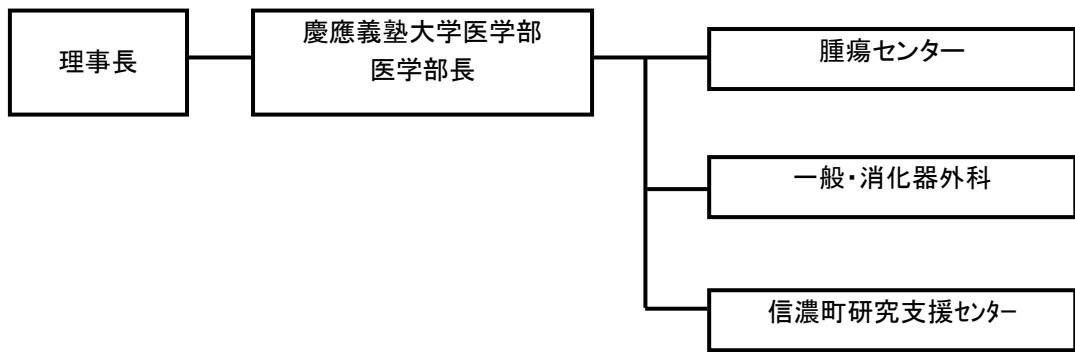 理事長
慶應義塾大学医学部
医学部長
腫瘍センター
一般・消化器外科
信濃町研究支援ｾﾝﾀｰ